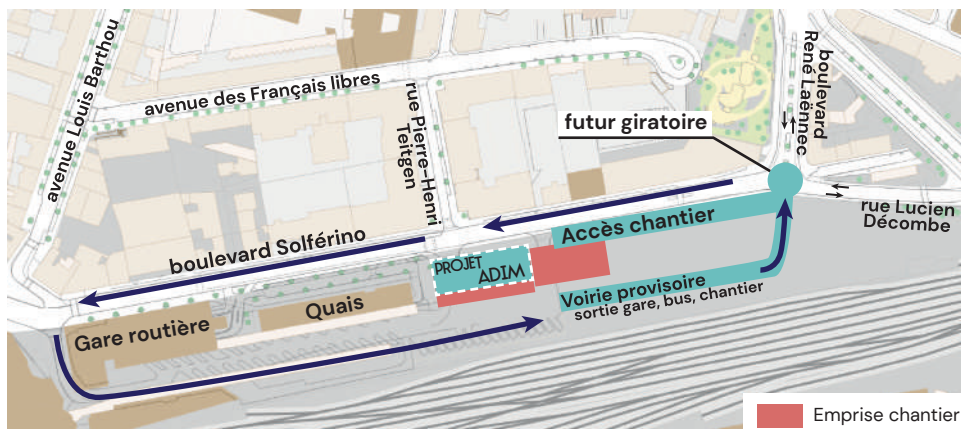 avenue Louis Barthou
avenue des Français libres
rue Pierre-Henri
Teitgen
boulevard
René Laënnec
futur giratoire
rue Lucien
Décombe
boulevard Solférino
Accès chantier
PROJET
ADIM
Voirie provisoire
sortie gare, bus, chantier
Quais
Gare routière
Emprise chantier